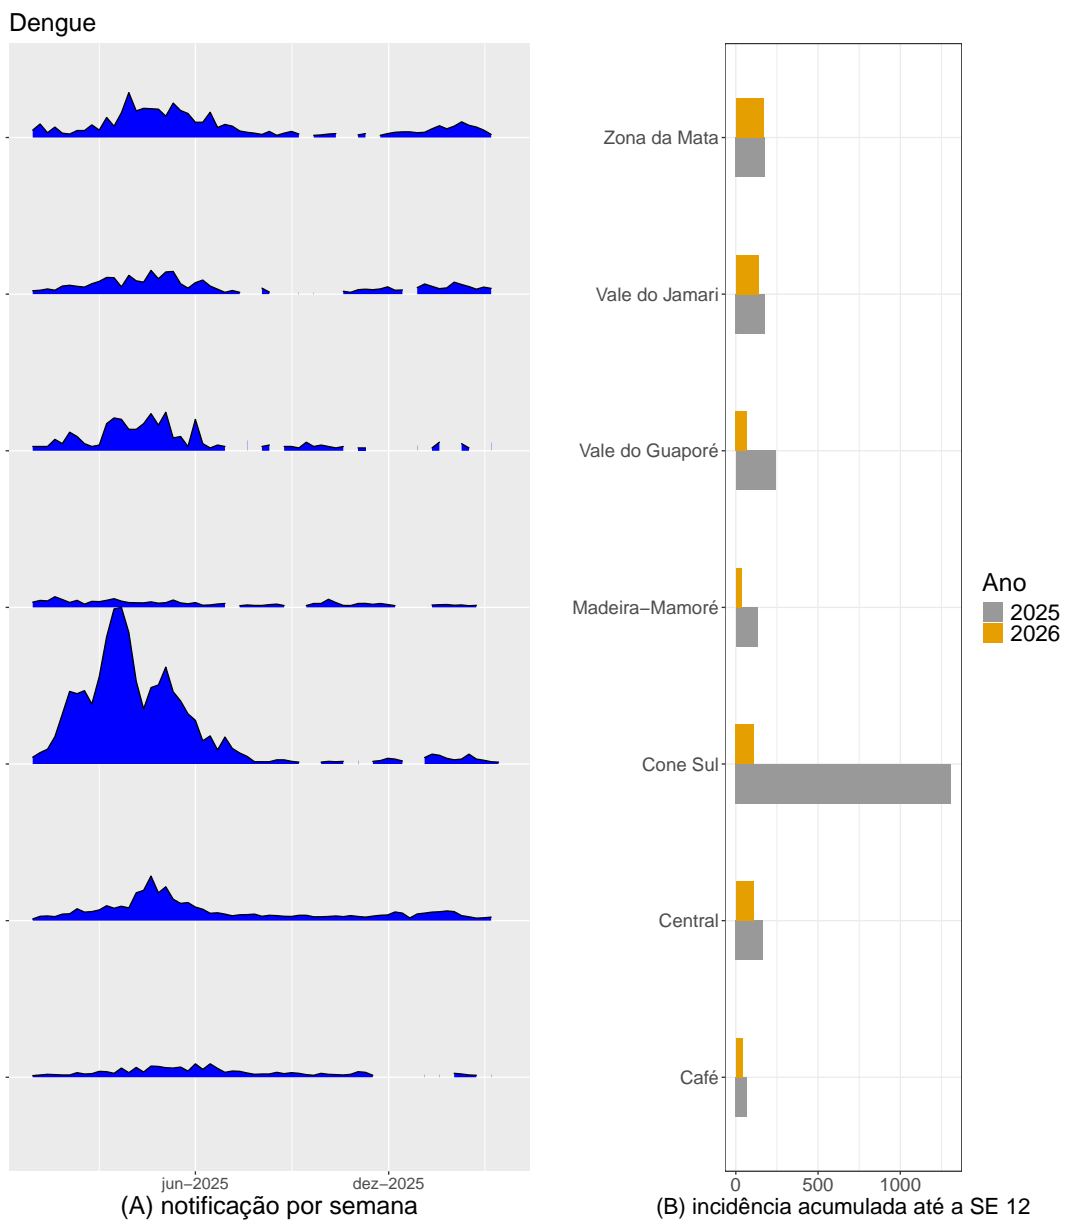 Dengue
Zona da Mata
Vale do Jamari
Vale do Guaporé
Madeira−Mamoré
Cone Sul
Central
Café
jun−2025
dez−2025
(A) notificação por semana
0
500
1000
(B) incidência acumulada até a SE 12
Ano
2025
2026